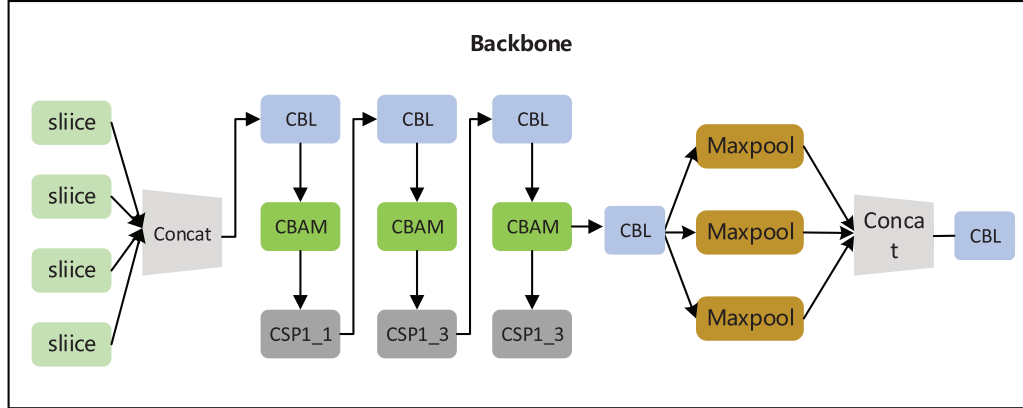 Backbone
sliice
sliice
sliice
sliice
Concat
CBL
CBAM
CSP1_1
CBL
CBAM
CSP1_3
CBL
CBAM
CSP1_3
CBL
Maxpool
Maxpool
Maxpool
Conca
t
CBL